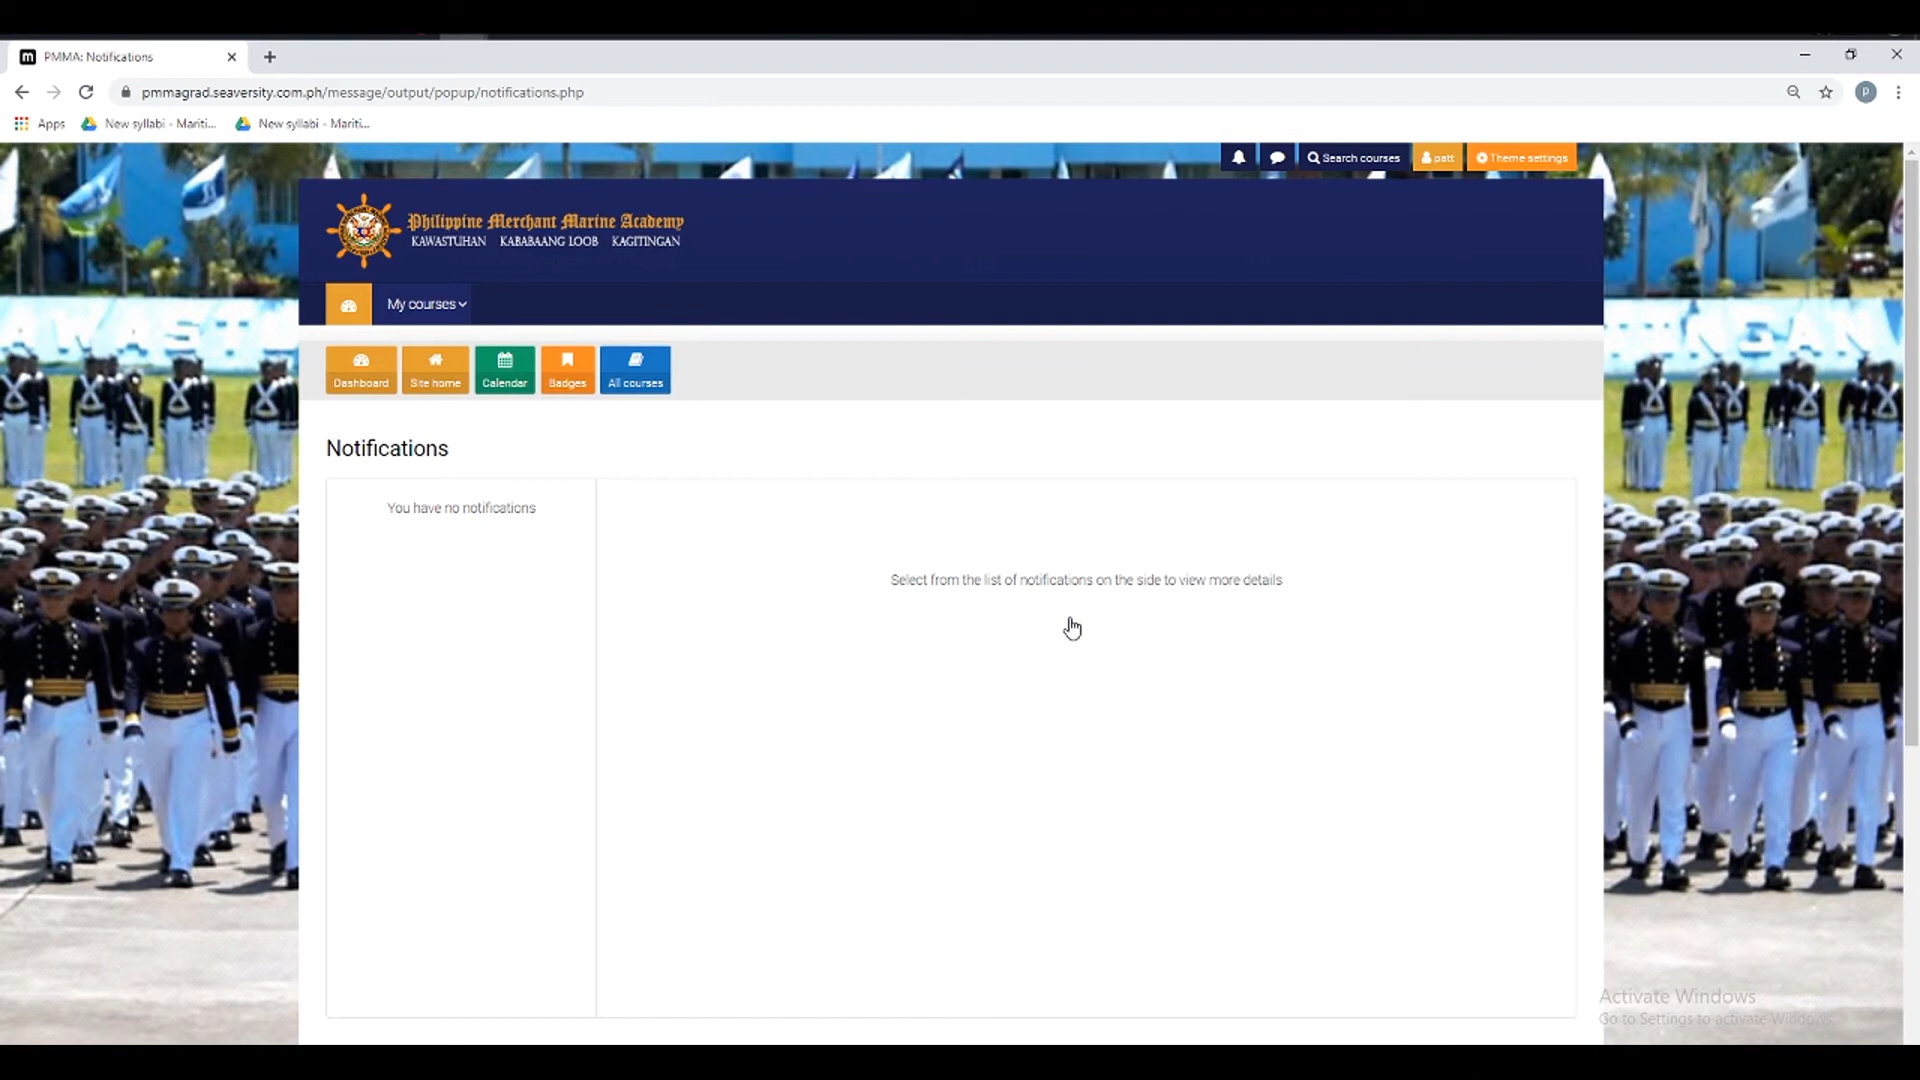 PMMA: Notifications
pmmagrad.seaversity.com.ph/message/output/popup/notifications.php
P
Apps
New syllabi - Mariti...
New syllabi - Mariti...
Search courses
patt
Theme settings
Philippine Merchant Marine Academy
KAWASTUHAN KABABAANG LOOB KAGITINGAN
My courses
Dashboard
Site home
Calendar
Badges
All courses
Notifications
You have no notifications
Select from the list of notifications on the side to view more details
Activate Windows
Go to Settings to activate Windows.